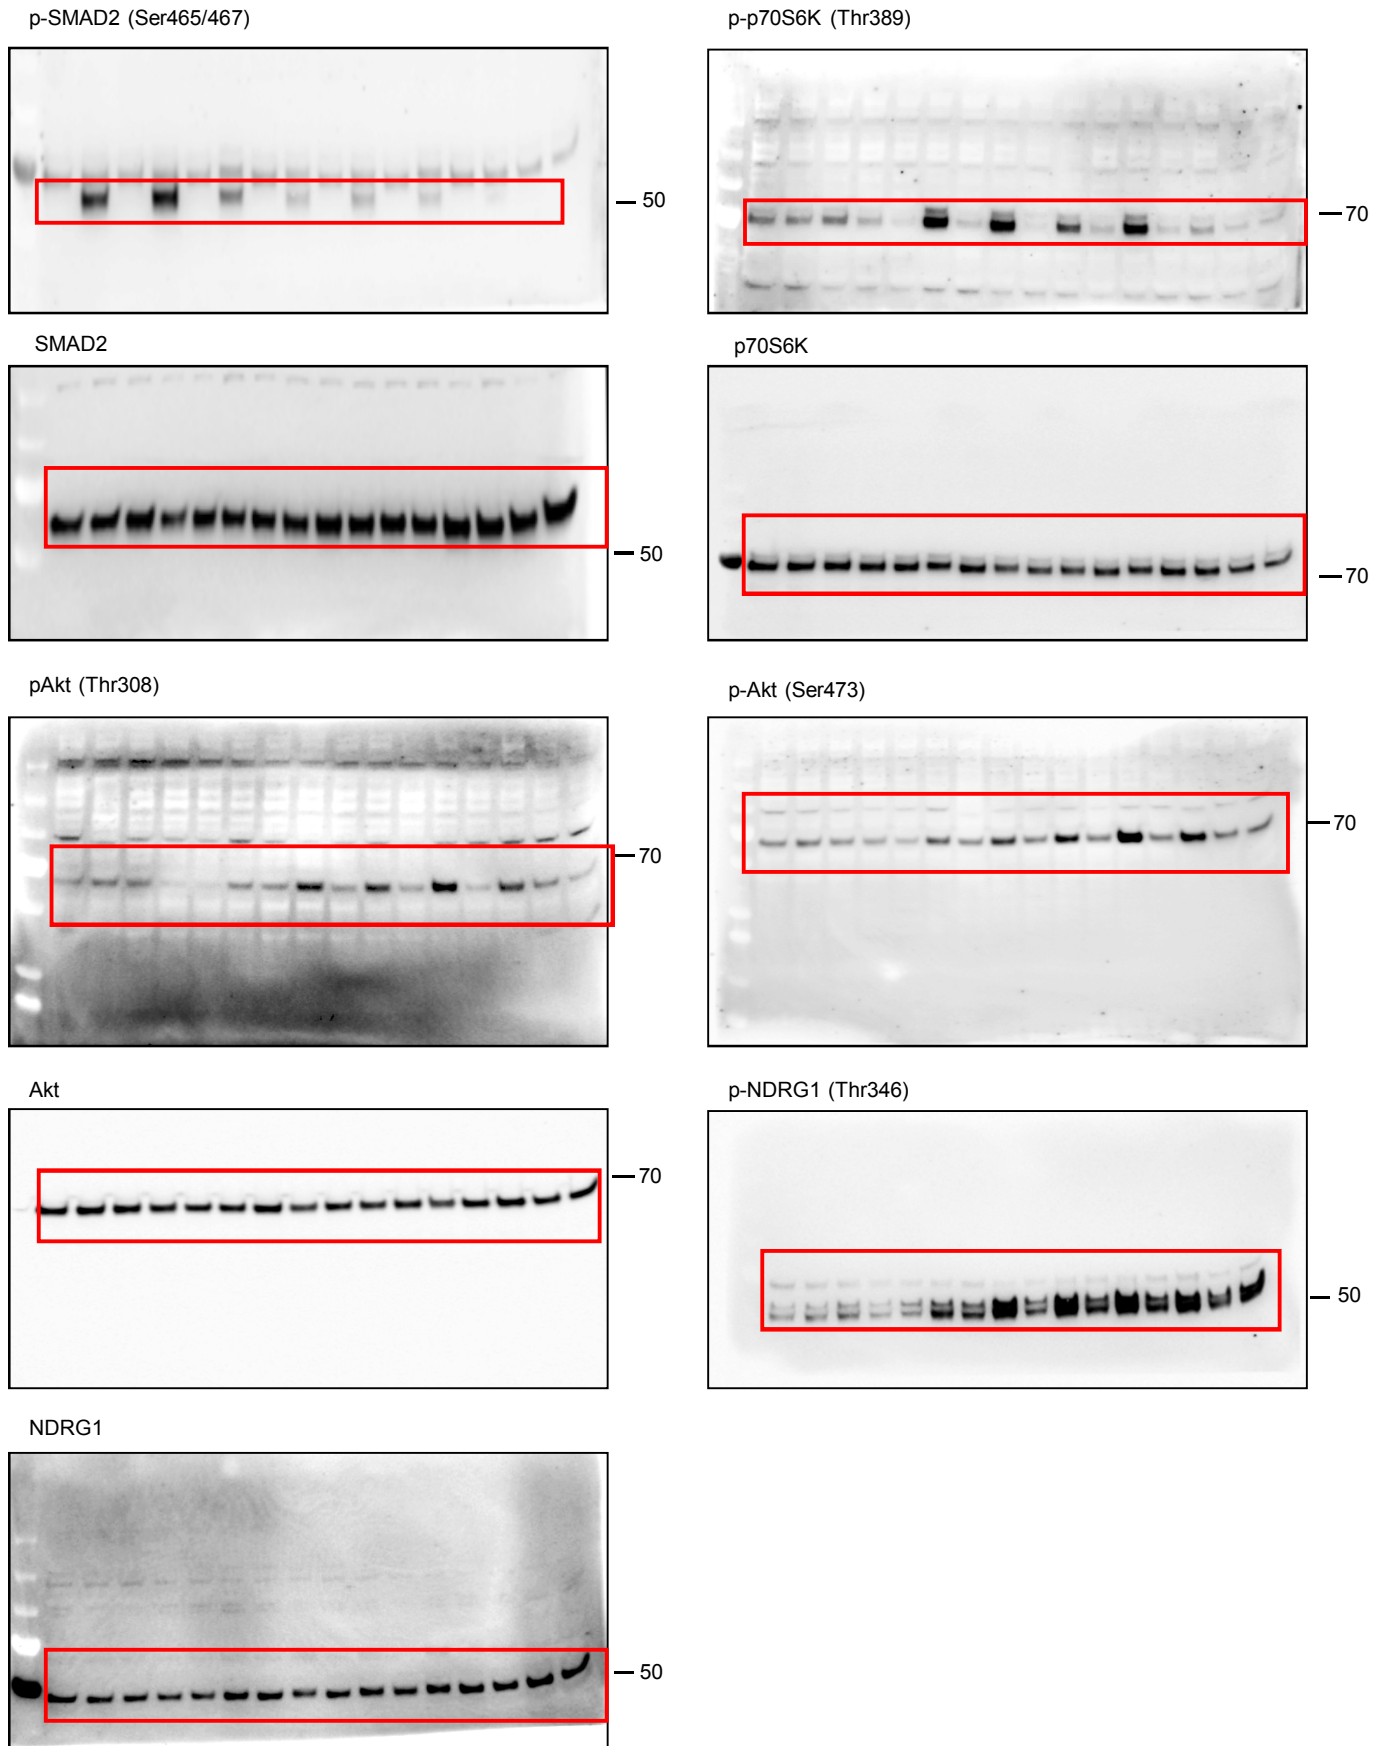 p-SMAD2 (Ser465/467)
50
p-p70S6K (Thr389)
70
SMAD2
50
p70S6K
70
pAkt (Thr308)
70
p-Akt (Ser473)
70
Akt
70
p-NDRG1 (Thr346)
50
NDRG1
50